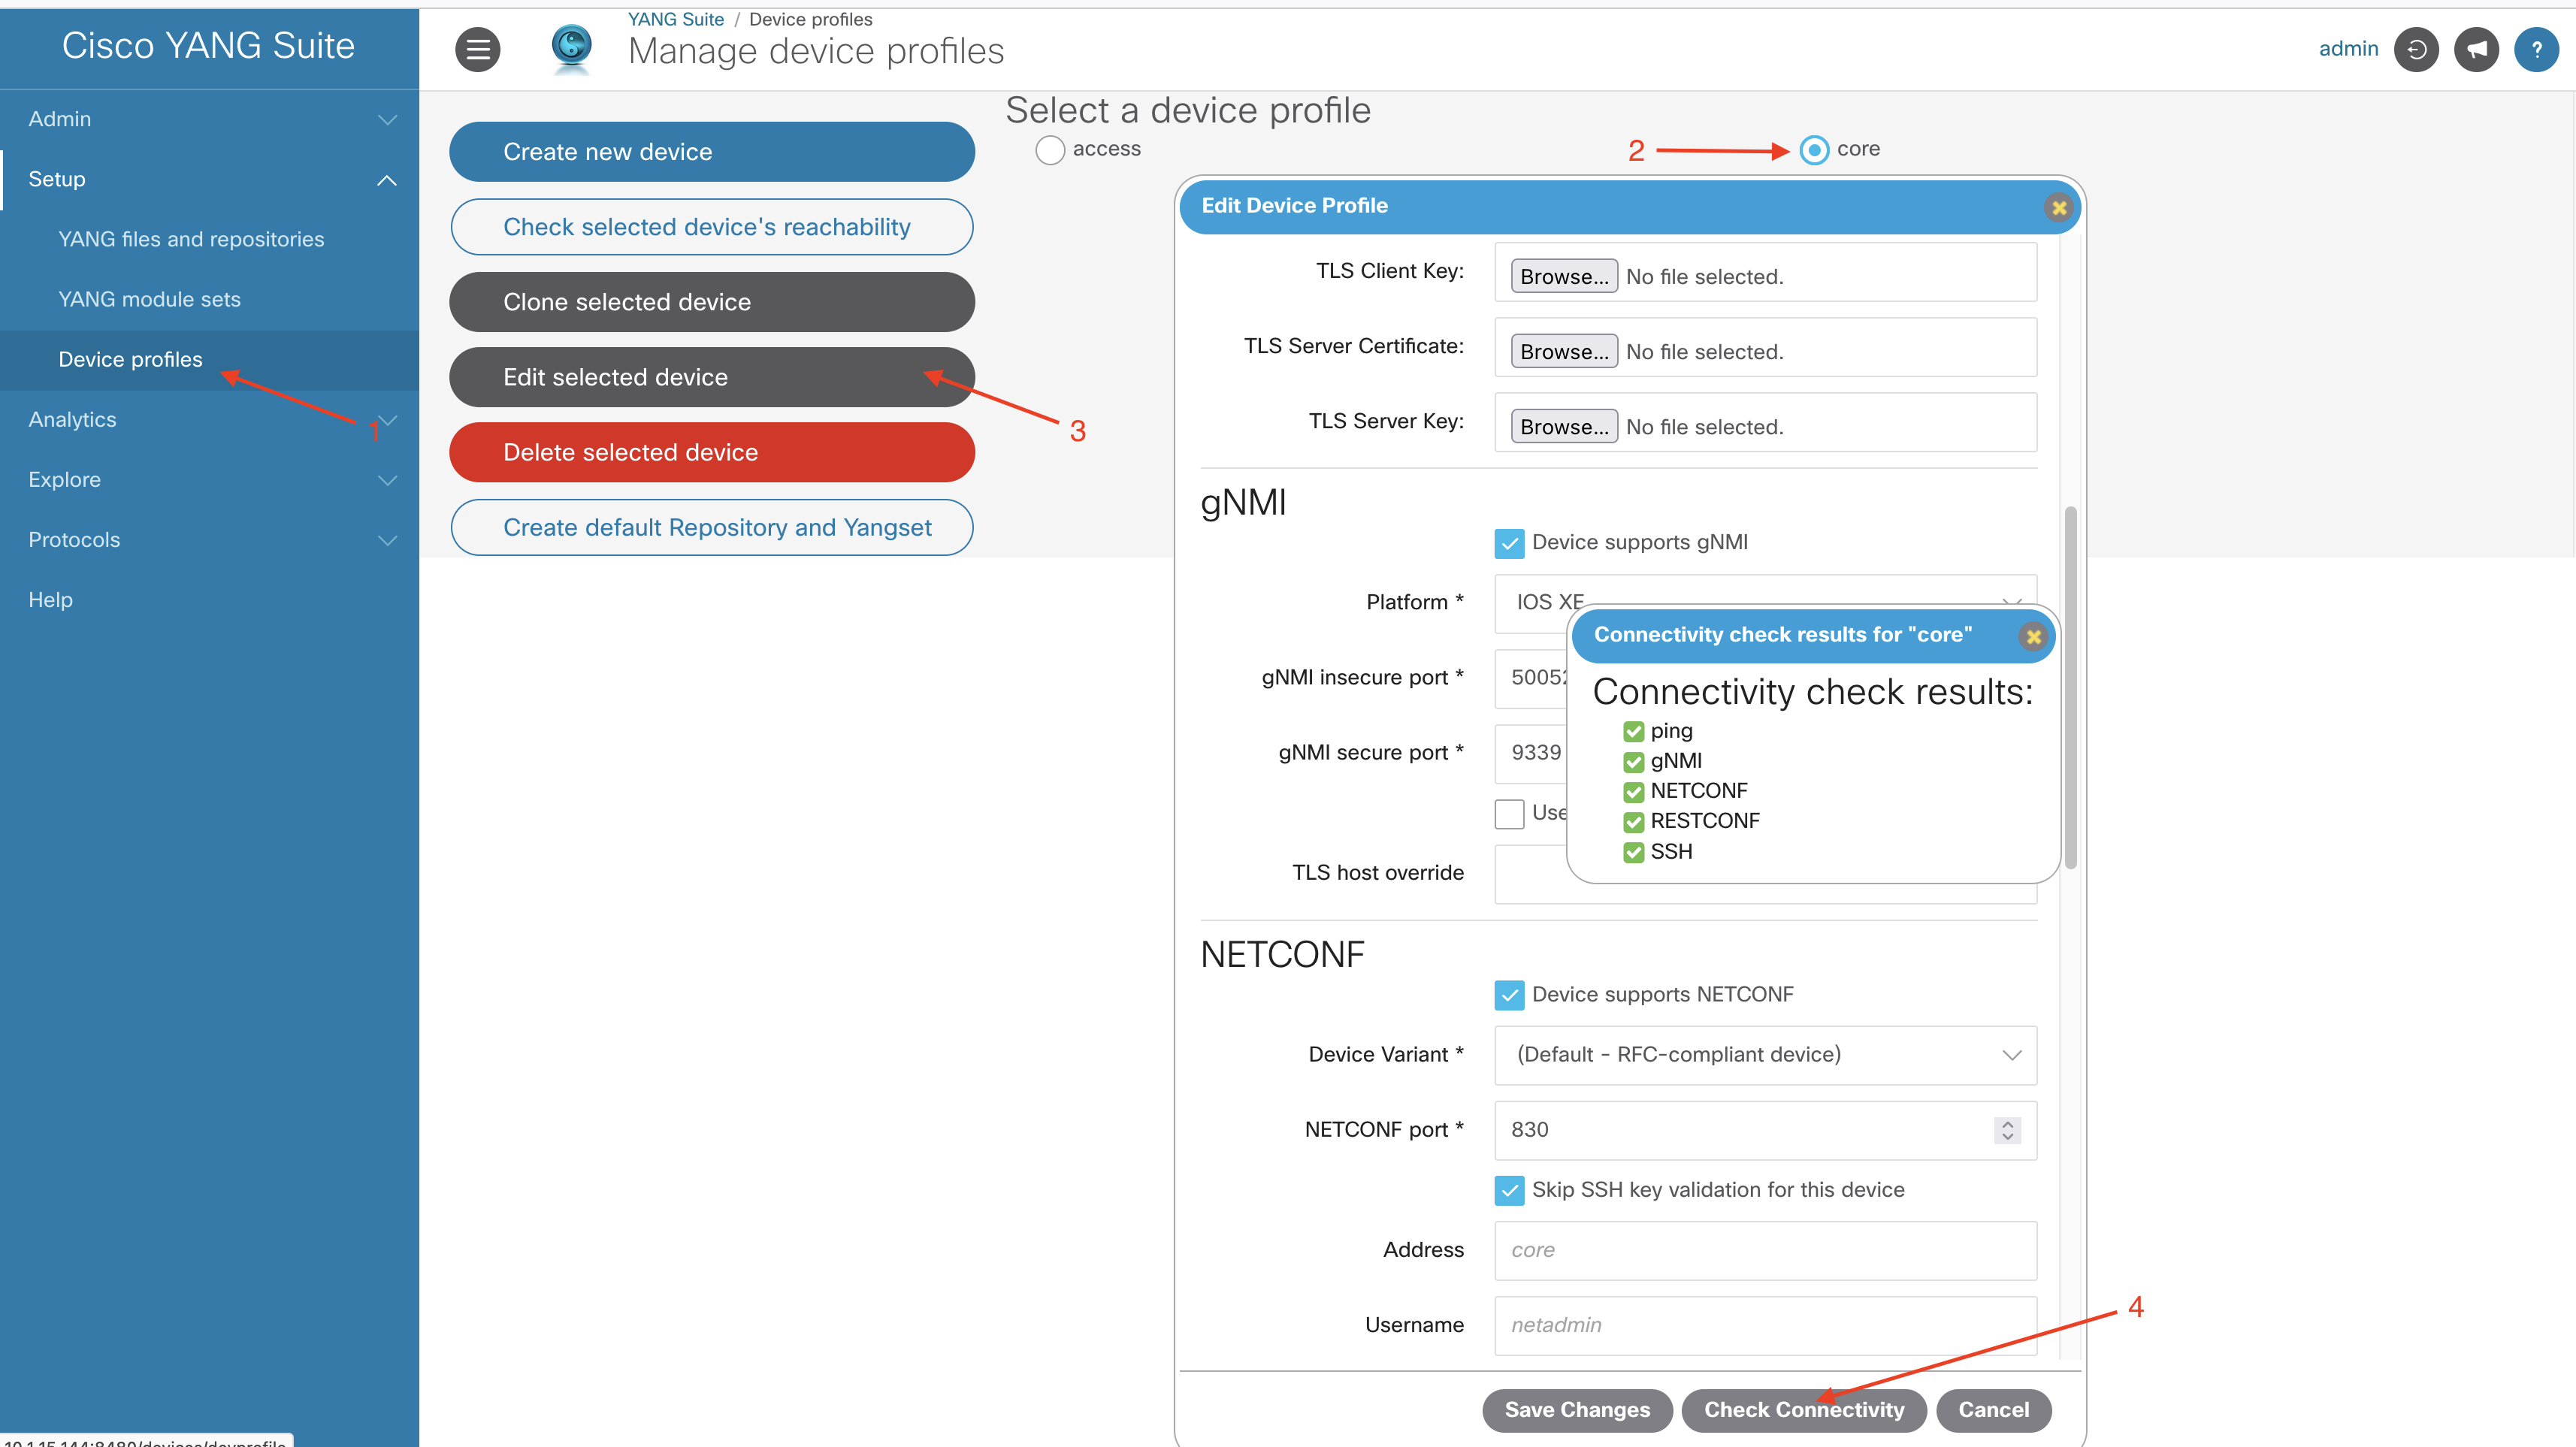 Cisco YANG Suite
Admin
Setup
YANG files and repositories
YANG module sets
Device profiles
1
Analytics
Explore
Protocols
Help
YANG Suite / Device profiles
Manage device profiles
admin
?
Create new device
Check selected device's reachability
Clone selected device
Edit selected device
3
Delete selected device
Create default Repository and Yangset
Select a device profile
access
2
core
Edit Device Profile
TLS Client Key: Browse... No file selected.
TLS Server Certificate: Browse... No file selected.
TLS Server Key: Browse... No file selected.
gNMI
Device supports gNMI
Platform * IOS XE
gNMI insecure port * 50052
gNMI secure port * 9339
Use
TLS host override
Connectivity check results for "core"
Connectivity check results:
ping
gNMI
NETCONF
RESTCONF
SSH
NETCONF
Device supports NETCONF
Device Variant * (Default - RFC-compliant device)
NETCONF port * 830
Skip SSH key validation for this device
Address core
Username netadmin
4
Save Changes Check Connectivity Cancel
10.1.15.144:8480/devices/devprofile